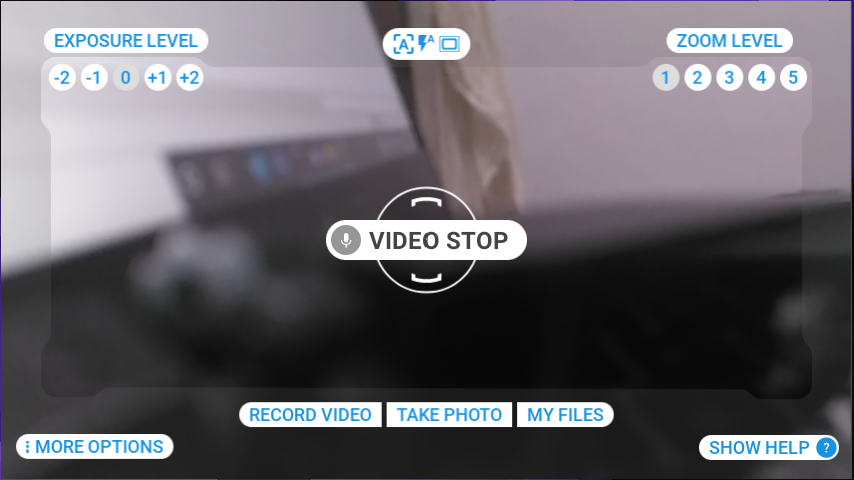 EXPOSURE LEVEL
-2 -1 0 +1 +2
A A
ZOOM LEVEL
1 2 3 4 5
VIDEO STOP
RECORD VIDEO TAKE PHOTO MY FILES
MORE OPTIONS
SHOW HELP ?